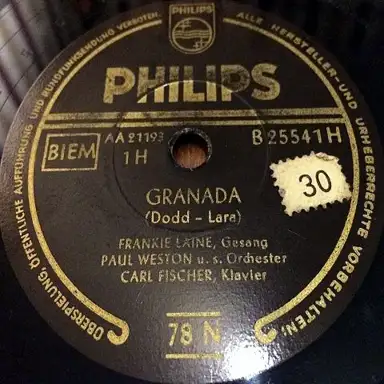 PHILIPS
ALLE HERSTELLER- UND URHEBERRECHTE VORBEHALTEN.
PHILIPS
BIEM
AA 21193
1 H
B 25541 H
30
GRANADA
(Dodd - Lara)
FRANKIE LAINE, Gesang
PAUL WESTON u. s. Orchester
CARL FISCHER, Klavier
78 N
ÜBERSPIELUNG, ÖFFENTLICHE AUFFÜHRUNG UND RUNDFUNKSENDUNG VERBOTEN.